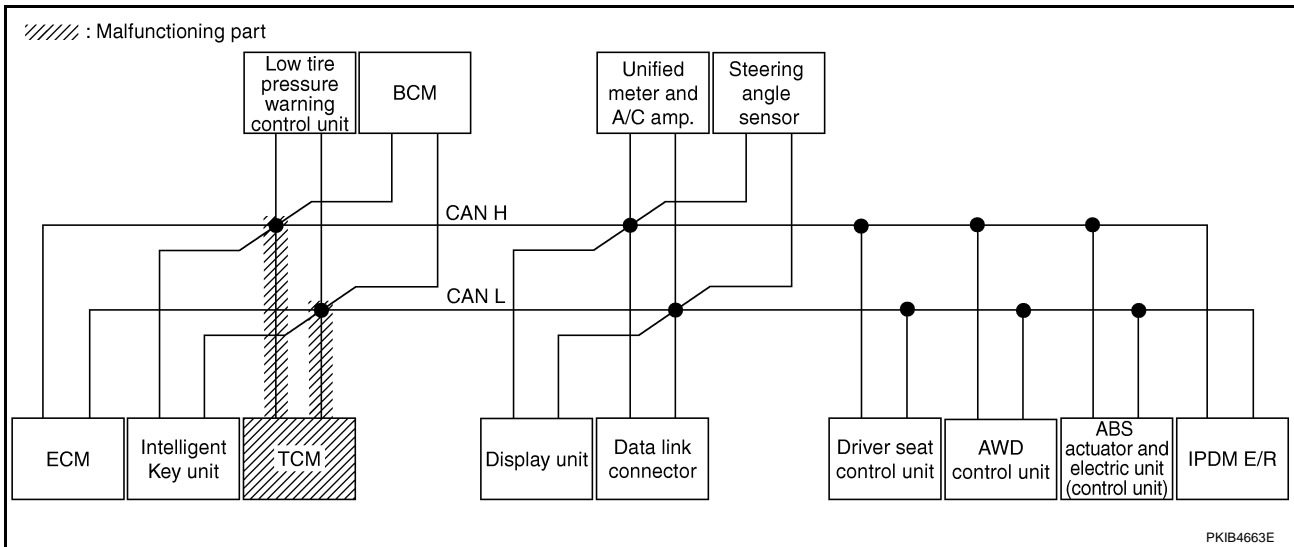 : Malfunctioning part
Low tire
pressure
warning
control unit
BCM
Unified
meter and
A/C amp.
Steering
angle
sensor
CAN H
CAN L
ECM
Intelligent
Key unit
TCM
Display unit
Data link
connector
Driver seat
control unit
AWD
control unit
ABS
actuator and
electric unit
(control unit)
IPDM E/R
PKIB4663E